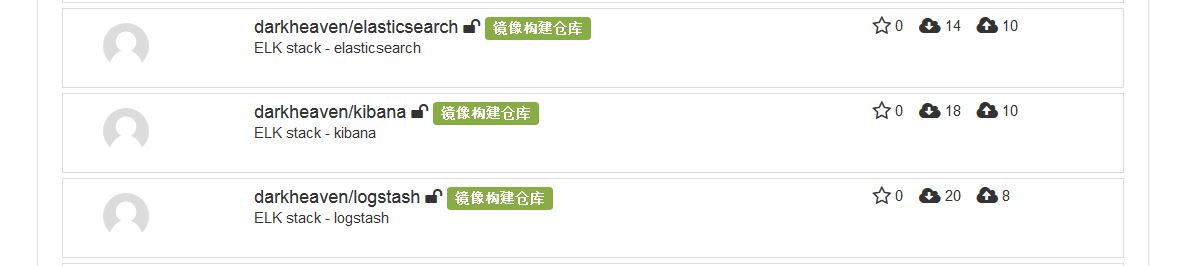 darkheaven/elasticsearch 镜像构建仓库 0 14 10
ELK stack - elasticsearch
darkheaven/kibana 镜像构建仓库 0 18 10
ELK stack - kibana
darkheaven/logstash 镜像构建仓库 0 20 8
ELK stack - logstash